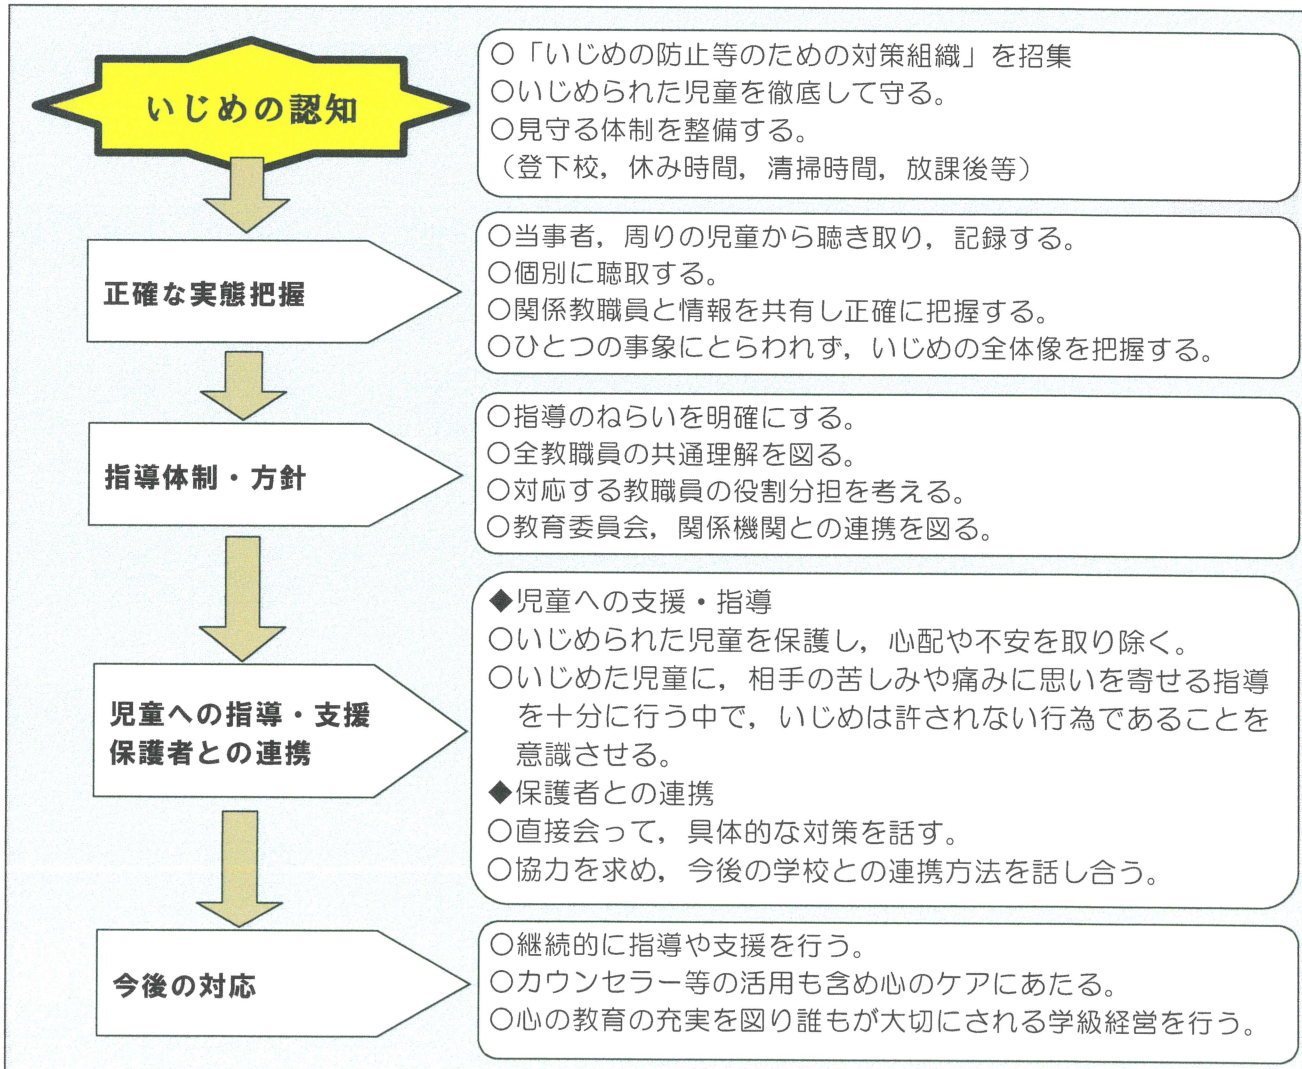 いじめの認知
○「いじめの防止等のための対策組織」を招集
○いじめられた児童を徹底して守る。
○見守る体制を整備する。
（登下校，休み時間，清掃時間，放課後等）
正確な実態把握
○当事者，周りの児童から聴き取り，記録する。
○個別に聴取する。
○関係教職員と情報を共有し正確に把握する。
○ひとつの事象にとらわれず，いじめの全体像を把握する。
指導体制・方針
○指導のねらいを明確にする。
○全教職員の共通理解を図る。
○対応する教職員の役割分担を考える。
○教育委員会，関係機関との連携を図る。
児童への指導・支援
保護者との連携
◆児童への支援・指導
○いじめられた児童を保護し，心配や不安を取り除く。
○いじめた児童に，相手の苦しみや痛みに思いを寄せる指導
を十分に行う中で，いじめは許されない行為であることを
意識させる。
◆保護者との連携
○直接会って，具体的な対策を話す。
○協力を求め，今後の学校との連携方法を話し合う。
今後の対応
○継続的に指導や支援を行う。
○カウンセラー等の活用も含め心のケアにあたる。
○心の教育の充実を図り誰もが大切にされる学級経営を行う。